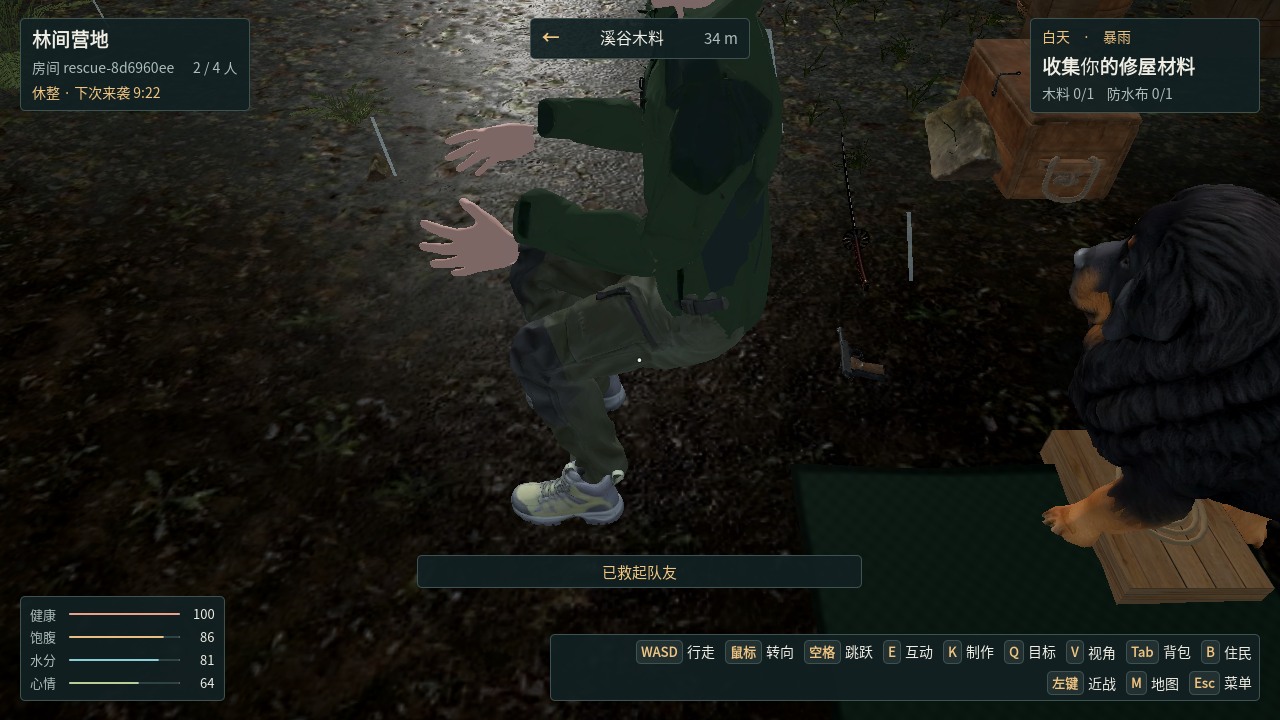 林间营地
房间 rescue-8d6960ee 2 / 4 人
休整 · 下次来袭 9:22
← 溪谷木料 34 m
白天 · 暴雨
收集你的修屋材料
木料 0/1 防水布 0/1
已救起队友
健康 100
饱腹 86
水分 81
心情 64
WASD 行走 鼠标 转向 空格 跳跃 E 互动 K 制作 Q 目标 V 视角 Tab 背包 B 住民
左键 近战 M 地图 Esc 菜单